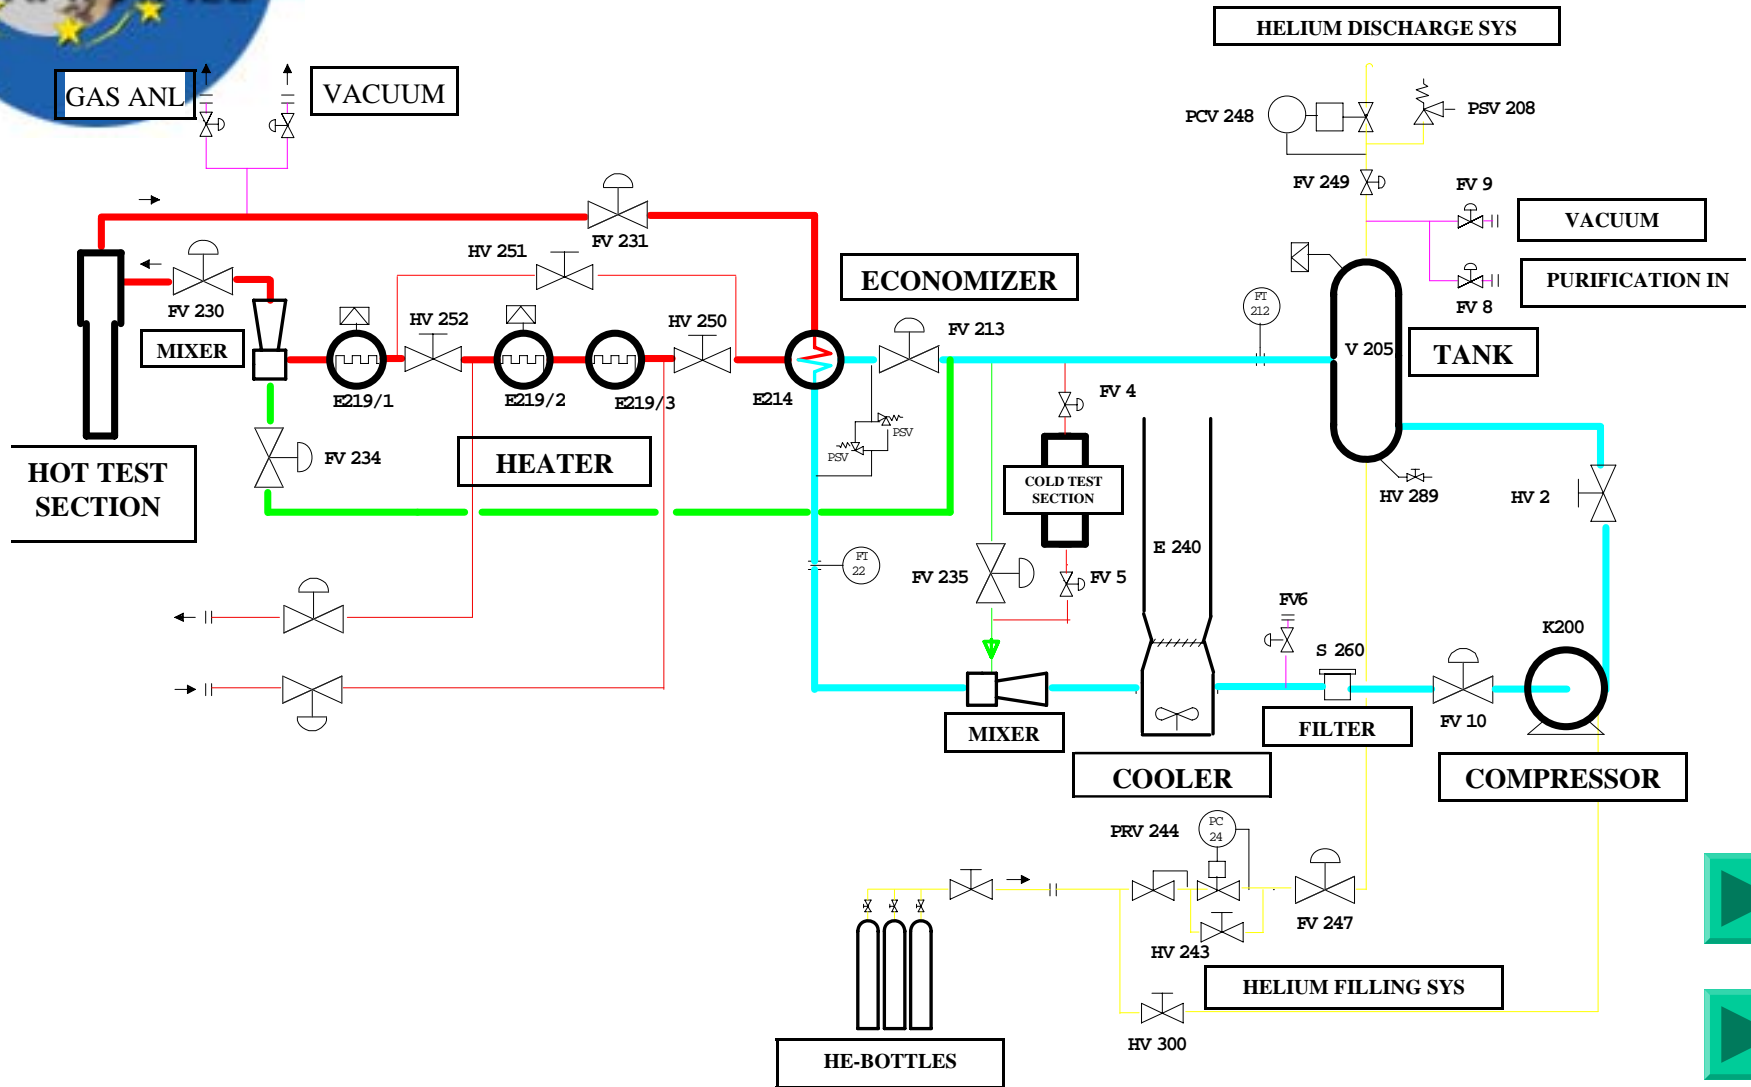 HELIUM DISCHARGE SYS
GAS ANL
VACUUM
PCV 248
PSV 208
FV 249
FV 9
VACUUM
FV 231
HV 251
ECONOMIZER
PURIFICATION IN
FV 8
FV 230
FT
212
HV 252
HV 250
FV 213
MIXER
V 205
TANK
E219/1
E219/2
E219/3
E214
FV 4
PSV
PSV
FV 234
HEATER
HOT TEST
SECTION
COLD TEST
SECTION
HV 289
HV 2
E 240
FT
22
FV 235
FV 5
FV6
K200
S 260
FV 10
MIXER
FILTER
COOLER
COMPRESSOR
PRV 244
PC
24
FV 247
HV 243
HELIUM FILLING SYS
HV 300
HE-BOTTLES